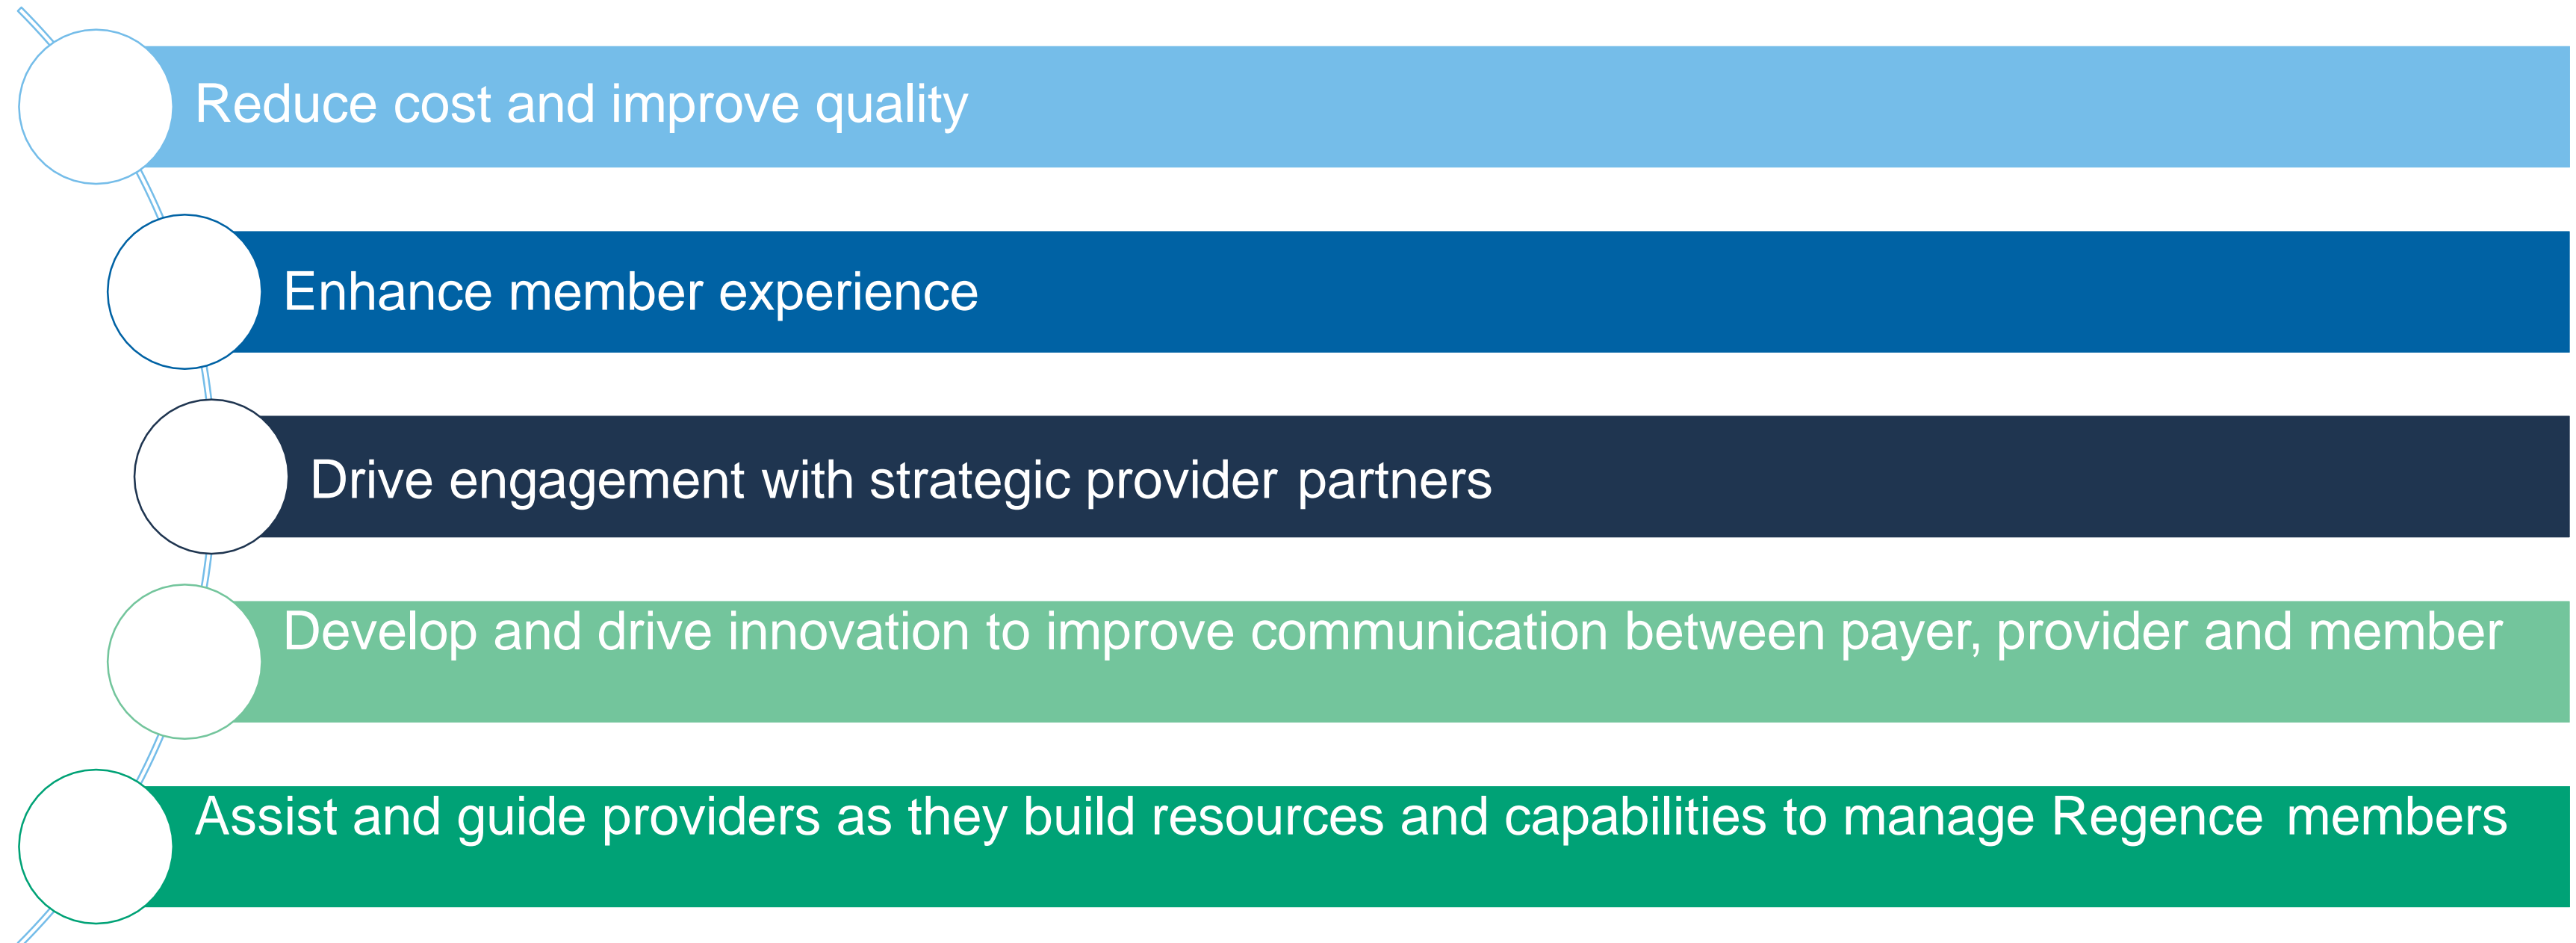 Reduce cost and improve quality
Enhance member experience
Drive engagement with strategic provider partners
Develop and drive innovation to improve communication between payer, provider and member
Assist and guide providers as they build resources and capabilities to manage Regence members